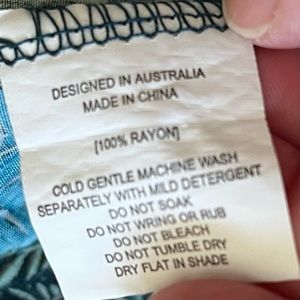 DESIGNED IN AUSTRALIA
MADE IN CHINA
[100% RAYON]
COLD GENTLE MACHINE WASH
SEPARATELY WITH MILD DETERGENT
DO NOT SOAK
DO NOT WRING OR RUB
DO NOT BLEACH
DO NOT TUMBLE DRY
DRY FLAT IN SHADE